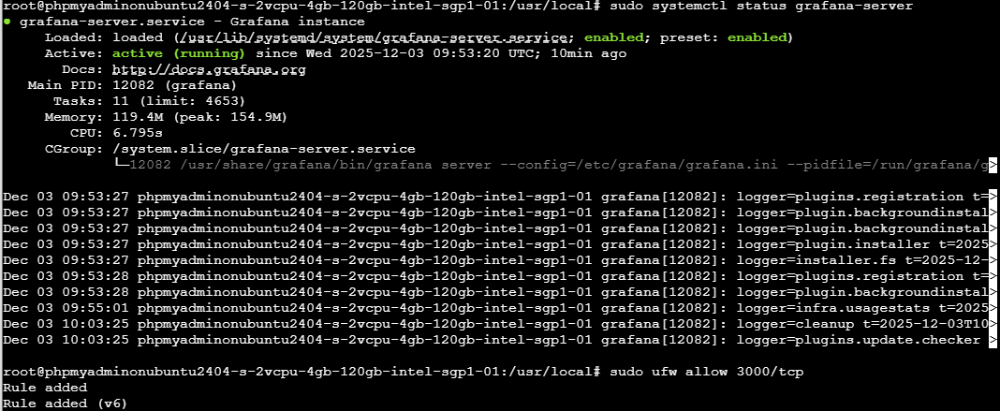 root@phpmyadminonubuntu2404-s-2vcpu-4gb-120gb-intel-sgp1-01:/usr/local# sudo systemctl status grafana-server
● grafana-server.service - Grafana instance
     Loaded: loaded (/usr/lib/systemd/system/grafana-server.service; enabled; preset: enabled)
     Active: active (running) since Wed 2025-12-03 09:53:20 UTC; 10min ago
       Docs: http://docs.grafana.org
   Main PID: 12082 (grafana)
      Tasks: 11 (limit: 4653)
     Memory: 119.4M (peak: 154.9M)
        CPU: 6.795s
     CGroup: /system.slice/grafana-server.service
             └─12082 /usr/share/grafana/bin/grafana server --config=/etc/grafana/grafana.ini --pidfile=/run/grafana/g>
Dec 03 09:53:27 phpmyadminonubuntu2404-s-2vcpu-4gb-120gb-intel-sgp1-01 grafana[12082]: logger=plugins.registration t=>
Dec 03 09:53:27 phpmyadminonubuntu2404-s-2vcpu-4gb-120gb-intel-sgp1-01 grafana[12082]: logger=plugin.backgroundinstal>
Dec 03 09:53:27 phpmyadminonubuntu2404-s-2vcpu-4gb-120gb-intel-sgp1-01 grafana[12082]: logger=plugin.backgroundinstal>
Dec 03 09:53:27 phpmyadminonubuntu2404-s-2vcpu-4gb-120gb-intel-sgp1-01 grafana[12082]: logger=plugin.installer t=2025>
Dec 03 09:53:27 phpmyadminonubuntu2404-s-2vcpu-4gb-120gb-intel-sgp1-01 grafana[12082]: logger=installer.fs t=2025-12->
Dec 03 09:53:28 phpmyadminonubuntu2404-s-2vcpu-4gb-120gb-intel-sgp1-01 grafana[12082]: logger=plugins.registration t=>
Dec 03 09:53:28 phpmyadminonubuntu2404-s-2vcpu-4gb-120gb-intel-sgp1-01 grafana[12082]: logger=plugin.backgroundinstal>
Dec 03 09:55:01 phpmyadminonubuntu2404-s-2vcpu-4gb-120gb-intel-sgp1-01 grafana[12082]: logger=infra.usagestats t=2025>
Dec 03 10:03:25 phpmyadminonubuntu2404-s-2vcpu-4gb-120gb-intel-sgp1-01 grafana[12082]: logger=cleanup t=2025-12-03T10>
Dec 03 10:03:25 phpmyadminonubuntu2404-s-2vcpu-4gb-120gb-intel-sgp1-01 grafana[12082]: logger=plugins.update.checker >
root@phpmyadminonubuntu2404-s-2vcpu-4gb-120gb-intel-sgp1-01:/usr/local# sudo ufw allow 3000/tcp
Rule added
Rule added (v6)